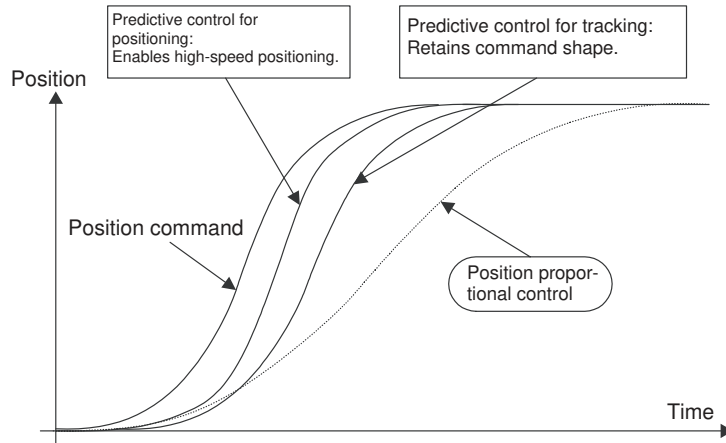 Predictive control for
positioning:
Enables high-speed positioning.
Predictive control for tracking:
Retains command shape.
Position
Position command
Position propor-
tional control
Time